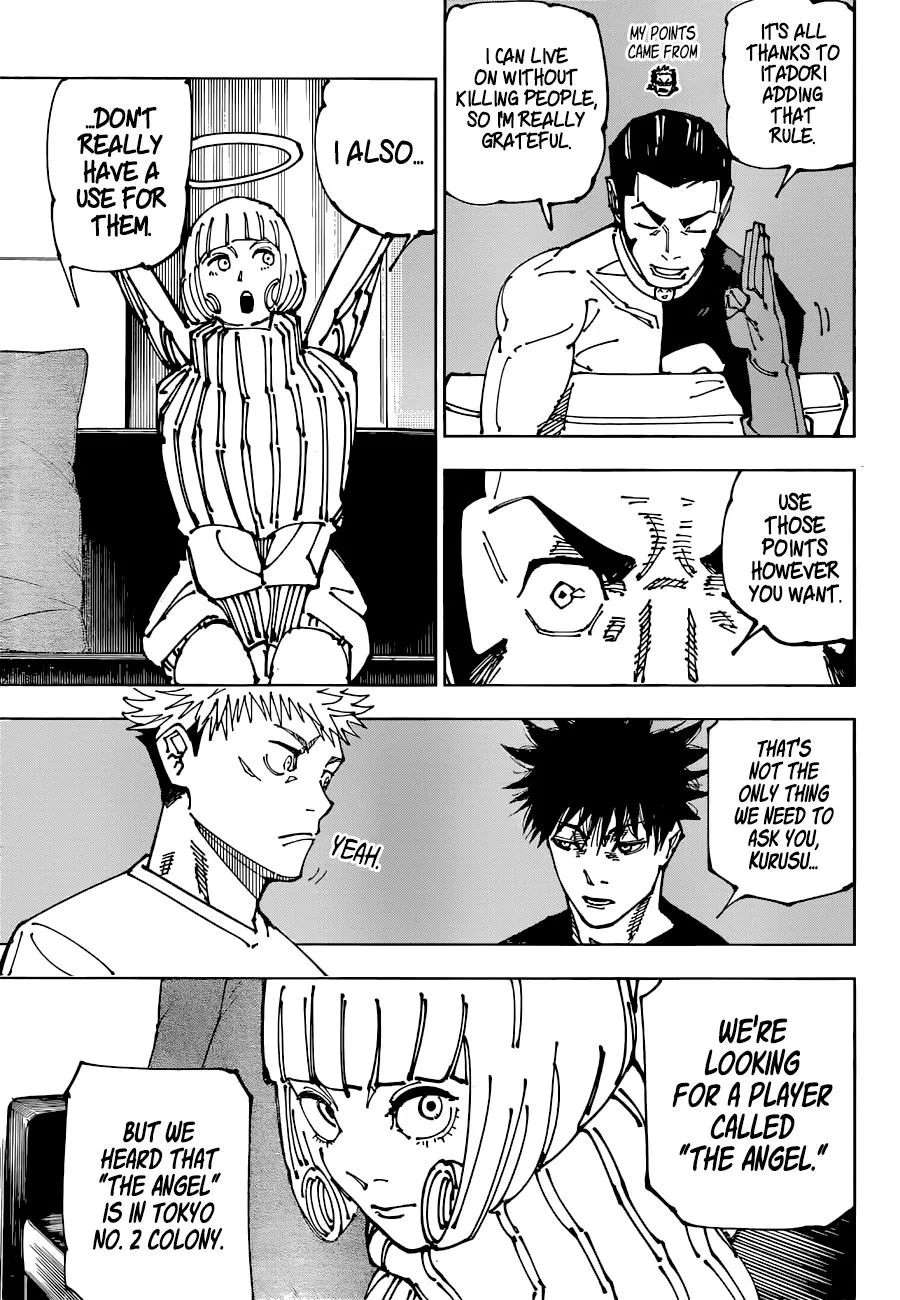 IT'S ALL
THANKS TO
ITADORI
ADDING
THAT
RULE.
MY POINTS
CAME FROM
I CAN LIVE
ON WITHOUT
KILLING PEOPLE,
SO I'M REALLY
GRATEFUL.
USE
THOSE
POINTS
HOWEVER
YOU WANT.
I ALSO...
...DON'T
REALLY
HAVE A
USE FOR
THEM.
THAT'S
NOT THE
ONLY THING
WE NEED TO
ASK YOU,
KURUSU...
YEAH.
WE'RE
LOOKING
FOR A PLAYER
CALLED
"THE ANGEL."
BUT WE
HEARD THAT
"THE ANGEL"
IS IN TOKYO
NO. 2 COLONY.